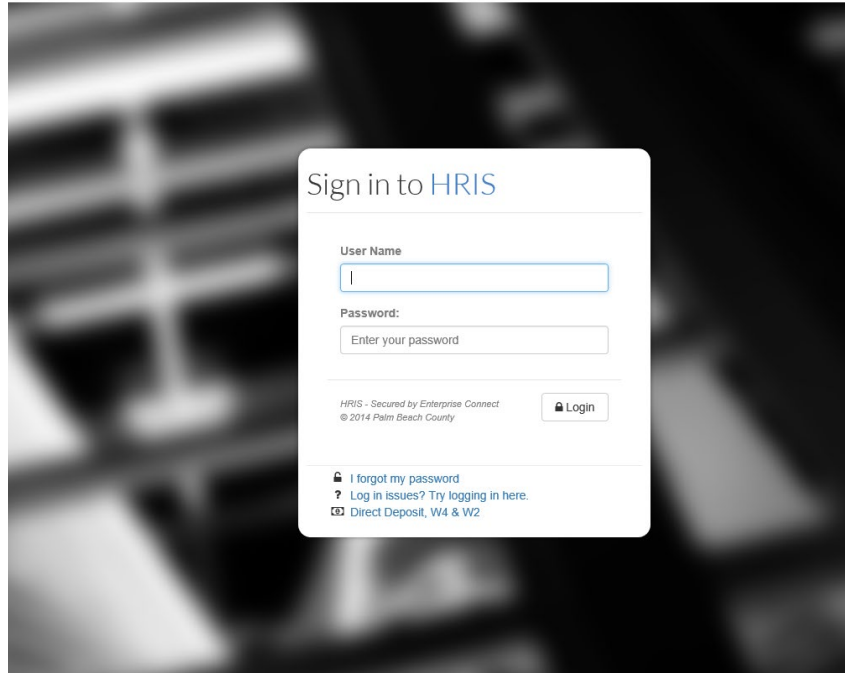 Sign in to HRIS
User Name
Password:
Enter your password
HRIS - Secured by Enterprise Connect
© 2014 Palm Beach County
Login
I forgot my password
? Log in issues? Try logging in here.
Direct Deposit, W4 & W2